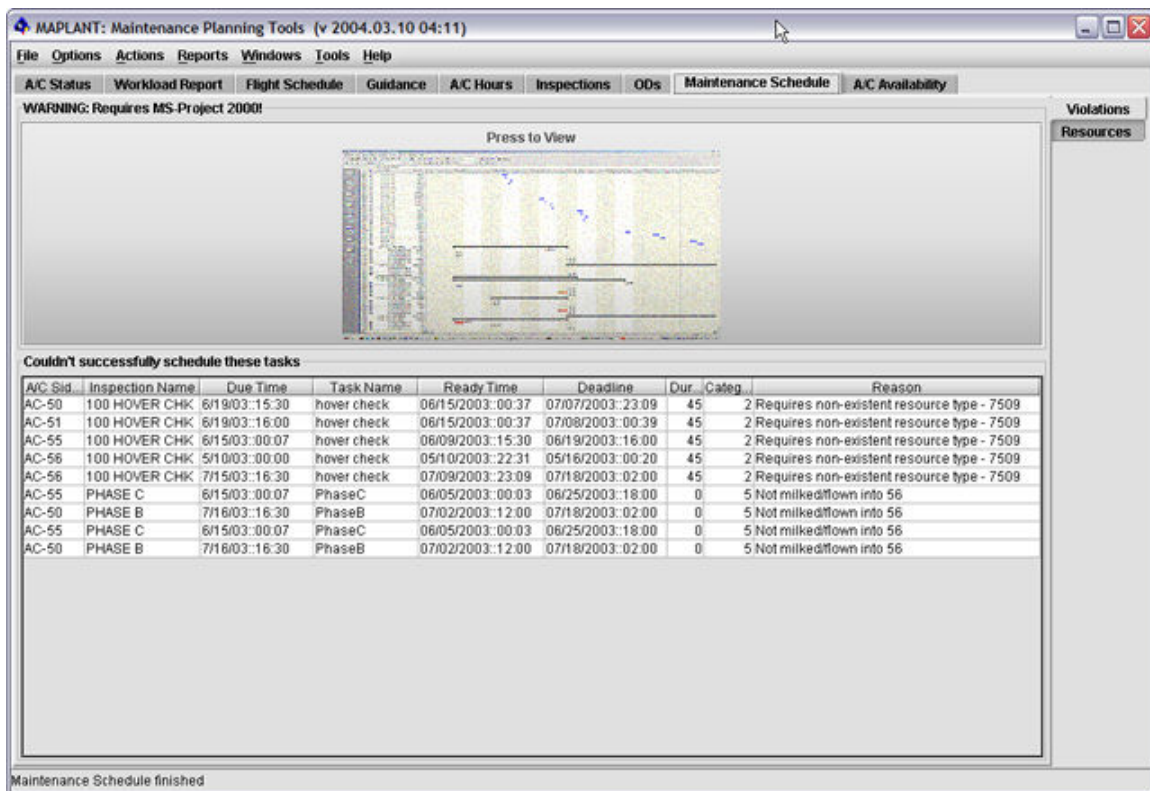 MAPLANT: Maintenance Planning Tools (v 2004.03.10 04:11)
File Options Actions Reports Windows Tools Help
A/C Status Workload Report Flight Schedule Guidance A/C Hours Inspections ODs Maintenance Schedule A/C Availability
WARNING: Requires MS-Project 2000!
Violations
Resources
Press to View
Couldn't successfully schedule these tasks
A/C Sid... Inspection Name Due Time Task Name Ready Time Deadline Dur... Categ... Reason
AC-50 100 HOVER CHK 6/19/03::15:30 hover check 06/15/2003::00:37 07/07/2003::23:09 45 2 Requires non-existent resource type - 7509
AC-51 100 HOVER CHK 6/19/03::16:00 hover check 06/15/2003::00:37 07/08/2003::00:39 45 2 Requires non-existent resource type - 7509
AC-55 100 HOVER CHK 6/15/03::00:07 hover check 06/09/2003::15:30 06/19/2003::16:00 45 2 Requires non-existent resource type - 7509
AC-56 100 HOVER CHK 5/10/03::00:00 hover check 05/10/2003::22:31 05/16/2003::00:20 45 2 Requires non-existent resource type - 7509
AC-56 100 HOVER CHK 7/15/03::16:30 hover check 07/09/2003::23:09 07/18/2003::02:00 45 2 Requires non-existent resource type - 7509
AC-55 PHASE C 6/15/03::00:07 PhaseC 06/05/2003::00:03 06/25/2003::18:00 0 5 Not milked/flown into 56
AC-50 PHASE B 7/16/03::16:30 PhaseB 07/02/2003::12:00 07/18/2003::02:00 0 5 Not milked/flown into 56
AC-55 PHASE C 6/15/03::00:07 PhaseC 06/05/2003::00:03 06/25/2003::18:00 0 5 Not milked/flown into 56
AC-50 PHASE B 7/16/03::16:30 PhaseB 07/02/2003::12:00 07/18/2003::02:00 0 5 Not milked/flown into 56
Maintenance Schedule finished